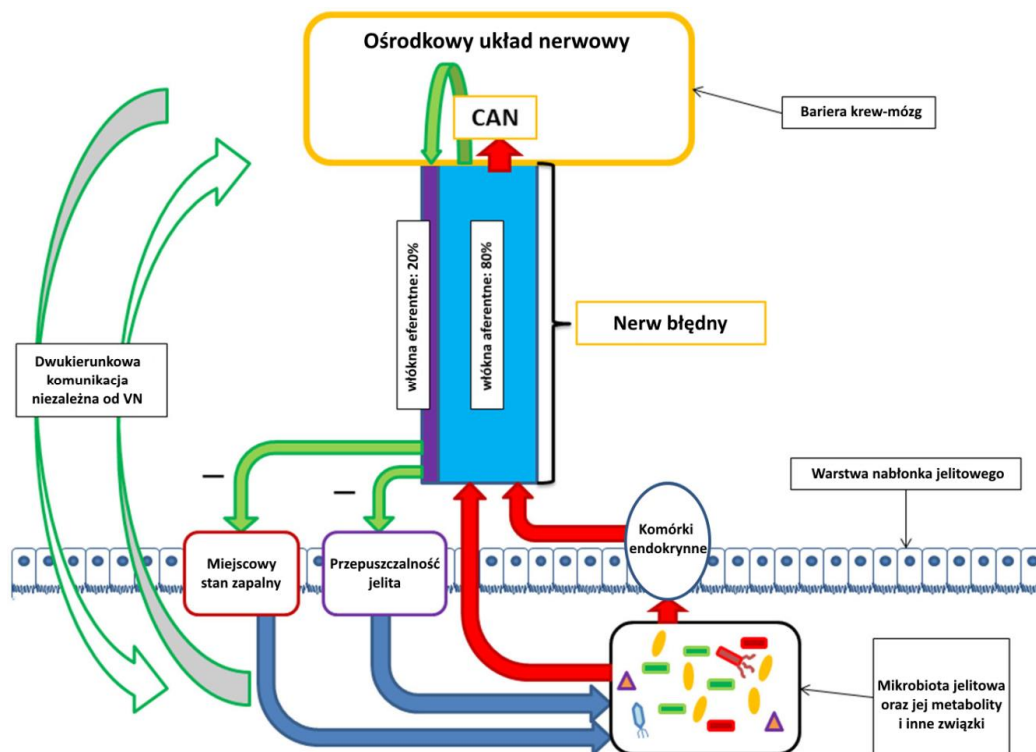 Ośrodkowy układ nerwowy
CAN
Bariera krew-mózg
włókna eferentne: 20%
włókna aferentne: 80%
Nerw błędny
Dwukierunkowa
komunikacja
niezależna od VN
Warstwa nabłonka jelitowego
–
–
Komórki
endokrynne
Miejscowy
stan zapalny
Przepuszczalność
jelita
Mikrobiota jelitowa
oraz jej metabolity
i inne związki